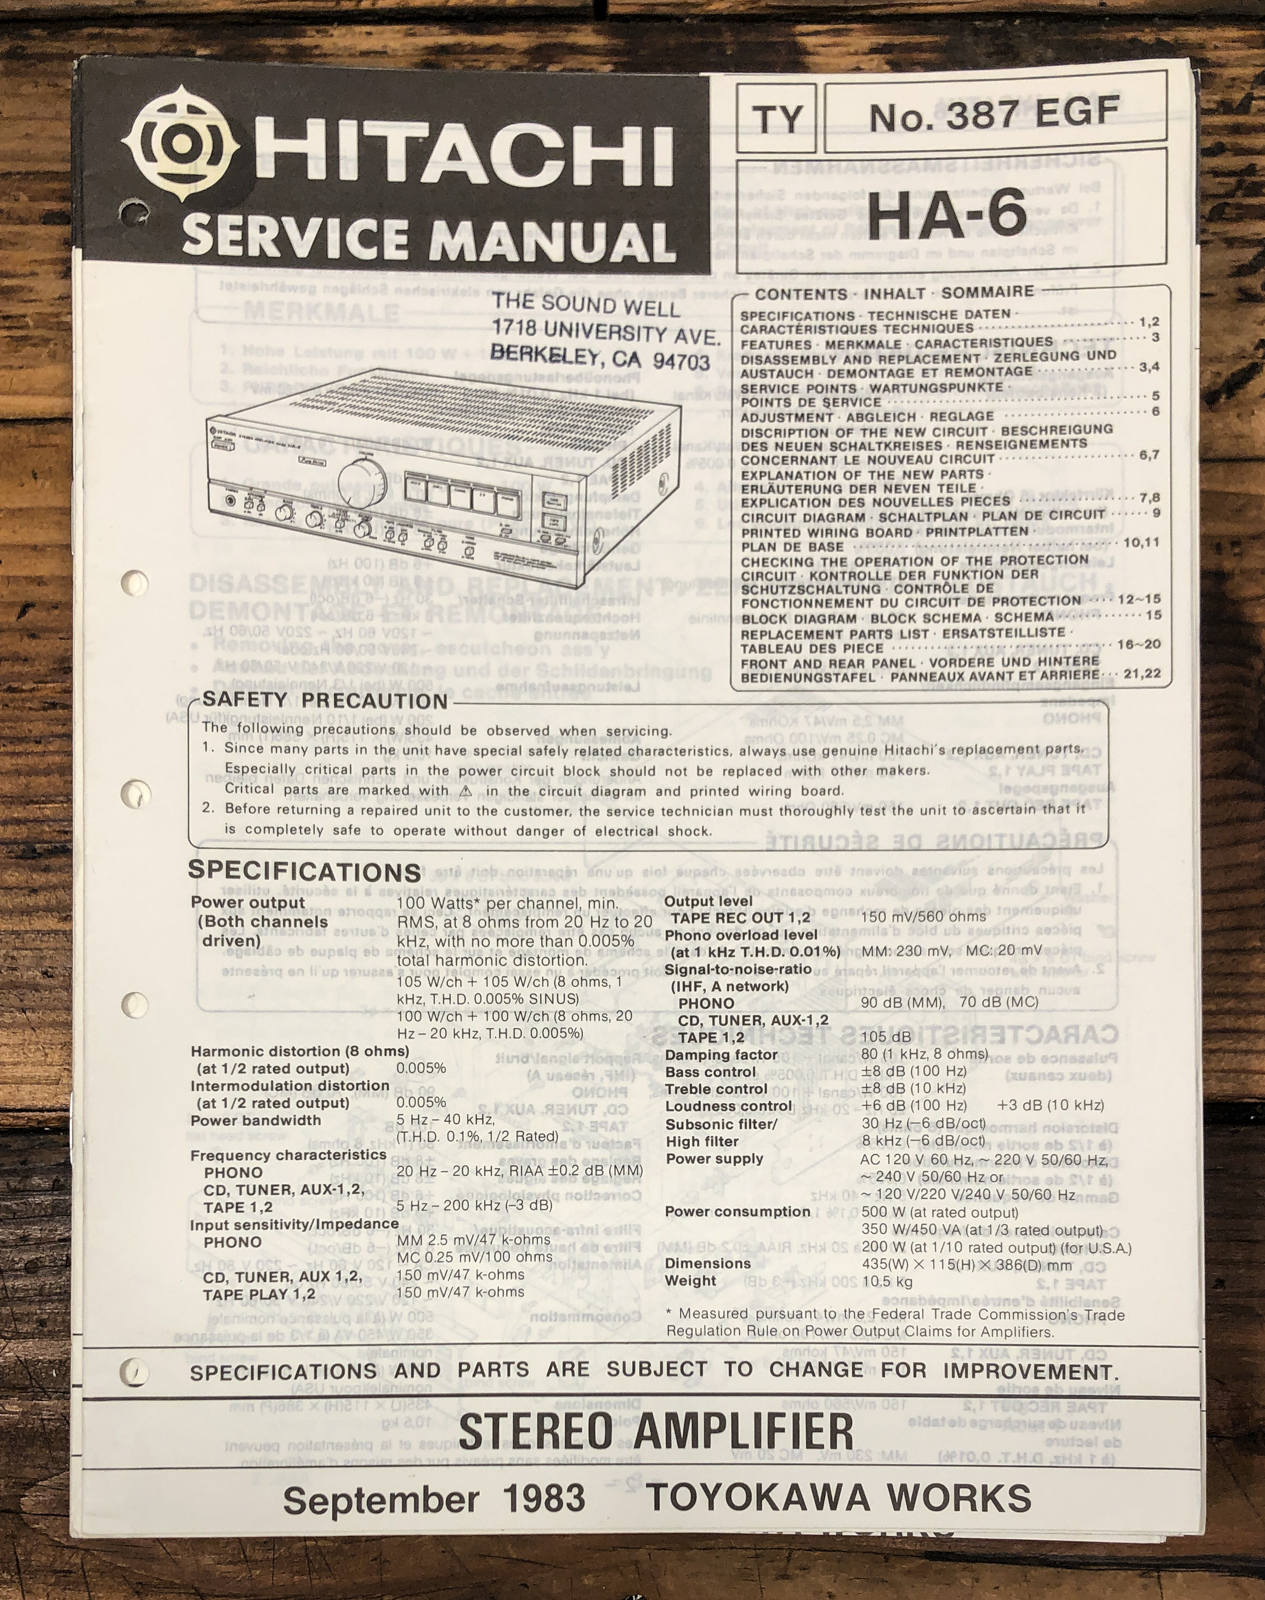 HITACHI
SERVICE MANUAL
TY
No. 387 EGF
HA-6
THE SOUND WELL
1718 UNIVERSITY AVE.
BERKELEY, CA 94703
CONTENTS · INHALT · SOMMAIRE
SPECIFICATIONS · TECHNISCHE DATEN ·
CARACTÉRISTIQUES TECHNIQUES ······ 1,2
FEATURES · MERKMALE · CARACTERISTIQUES ······ 3
DISASSEMBLY AND REPLACEMENT · ZERLEGUNG UND
AUSTAUCH · DEMONTAGE ET REMONTAGE ······ 3,4
SERVICE POINTS · WARTUNGSPUNKTE ·
POINTS DE SERVICE ······ 5
ADJUSTMENT · ABGLEICH · REGLAGE ······ 6
DISCRIPTION OF THE NEW CIRCUIT · BESCHREIGUNG
DES NEUEN SCHALTKREISES · RENSEIGNEMENTS
CONCERNANT LE NOUVEAU CIRCUIT ······ 6,7
EXPLANATION OF THE NEW PARTS ·
ERLÄUTERUNG DER NEVEN TEILE ·
EXPLICATION DES NOUVELLES PIECES ······ 7,8
CIRCUIT DIAGRAM · SCHALTPLAN · PLAN DE CIRCUIT ······ 9
PRINTED WIRING BOARD · PRINTPLATTEN ·
PLAN DE BASE ······ 10,11
CHECKING THE OPERATION OF THE PROTECTION
CIRCUIT · KONTROLLE DER FUNKTION DER
SCHUTZSCHALTUNG · CONTRÔLE DE
FONCTIONNEMENT DU CIRCUIT DE PROTECTION ···· 12~15
BLOCK DIAGRAM · BLOCK SCHEMA · SCHEMA ······ 15
REPLACEMENT PARTS LIST · ERSATSTEILLISTE ·
TABLEAU DES PIECE ······ 16~20
FRONT AND REAR PANEL · VORDERE UND HINTERE
BEDIENUNGSTAFEL · PANNEAUX AVANT ET ARRIERE ··· 21,22
SAFETY PRECAUTION
The following precautions should be observed when servicing.
1. Since many parts in the unit have special safely related characteristics, always use genuine Hitachi's replacement parts.
Especially critical parts in the power circuit block should not be replaced with other makers.
Critical parts are marked with ⚠ in the circuit diagram and printed wiring board.
2. Before returning a repaired unit to the customer, the service technician must thoroughly test the unit to ascertain that it
is completely safe to operate without danger of electrical shock.
SPECIFICATIONS
Power output 100 Watts* per channel, min.
(Both channels RMS, at 8 ohms from 20 Hz to 20
driven) kHz, with no more than 0.005%
total harmonic distortion.
105 W/ch + 105 W/ch (8 ohms, 1
kHz, T.H.D. 0.005% SINUS)
100 W/ch + 100 W/ch (8 ohms, 20
Hz – 20 kHz, T.H.D. 0.005%)
Harmonic distortion (8 ohms)
(at 1/2 rated output) 0.005%
Intermodulation distortion
(at 1/2 rated output) 0.005%
Power bandwidth 5 Hz – 40 kHz,
(T.H.D. 0.1%, 1/2 Rated)
Frequency characteristics
PHONO 20 Hz – 20 kHz, RIAA ±0.2 dB (MM)
CD, TUNER, AUX-1,2,
TAPE 1,2 5 Hz – 200 kHz (–3 dB)
Input sensitivity/Impedance
PHONO MM 2.5 mV/47 k-ohms
MC 0.25 mV/100 ohms
CD, TUNER, AUX 1,2, 150 mV/47 k-ohms
TAPE PLAY 1,2 150 mV/47 k-ohms
Output level
TAPE REC OUT 1,2 150 mV/560 ohms
Phono overload level
(at 1 kHz T.H.D. 0.01%) MM: 230 mV, MC: 20 mV
Signal-to-noise-ratio
(IHF, A network)
PHONO 90 dB (MM), 70 dB (MC)
CD, TUNER, AUX-1,2
TAPE 1,2 105 dB
Damping factor 80 (1 kHz, 8 ohms)
Bass control ±8 dB (100 Hz)
Treble control ±8 dB (10 kHz)
Loudness control +6 dB (100 Hz) +3 dB (10 kHz)
Subsonic filter/ 30 Hz (–6 dB/oct)
High filter 8 kHz (–6 dB/oct)
Power supply AC 120 V 60 Hz, ~ 220 V 50/60 Hz,
~ 240 V 50/60 Hz or
~ 120 V/220 V/240 V 50/60 Hz
Power consumption 500 W (at rated output)
350 W/450 VA (at 1/3 rated output)
200 W (at 1/10 rated output) (for U.S.A.)
Dimensions 435(W) × 115(H) × 386(D) mm
Weight 10.5 kg
* Measured pursuant to the Federal Trade Commission's Trade
Regulation Rule on Power Output Claims for Amplifiers.
SPECIFICATIONS AND PARTS ARE SUBJECT TO CHANGE FOR IMPROVEMENT.
STEREO AMPLIFIER
September 1983 TOYOKAWA WORKS